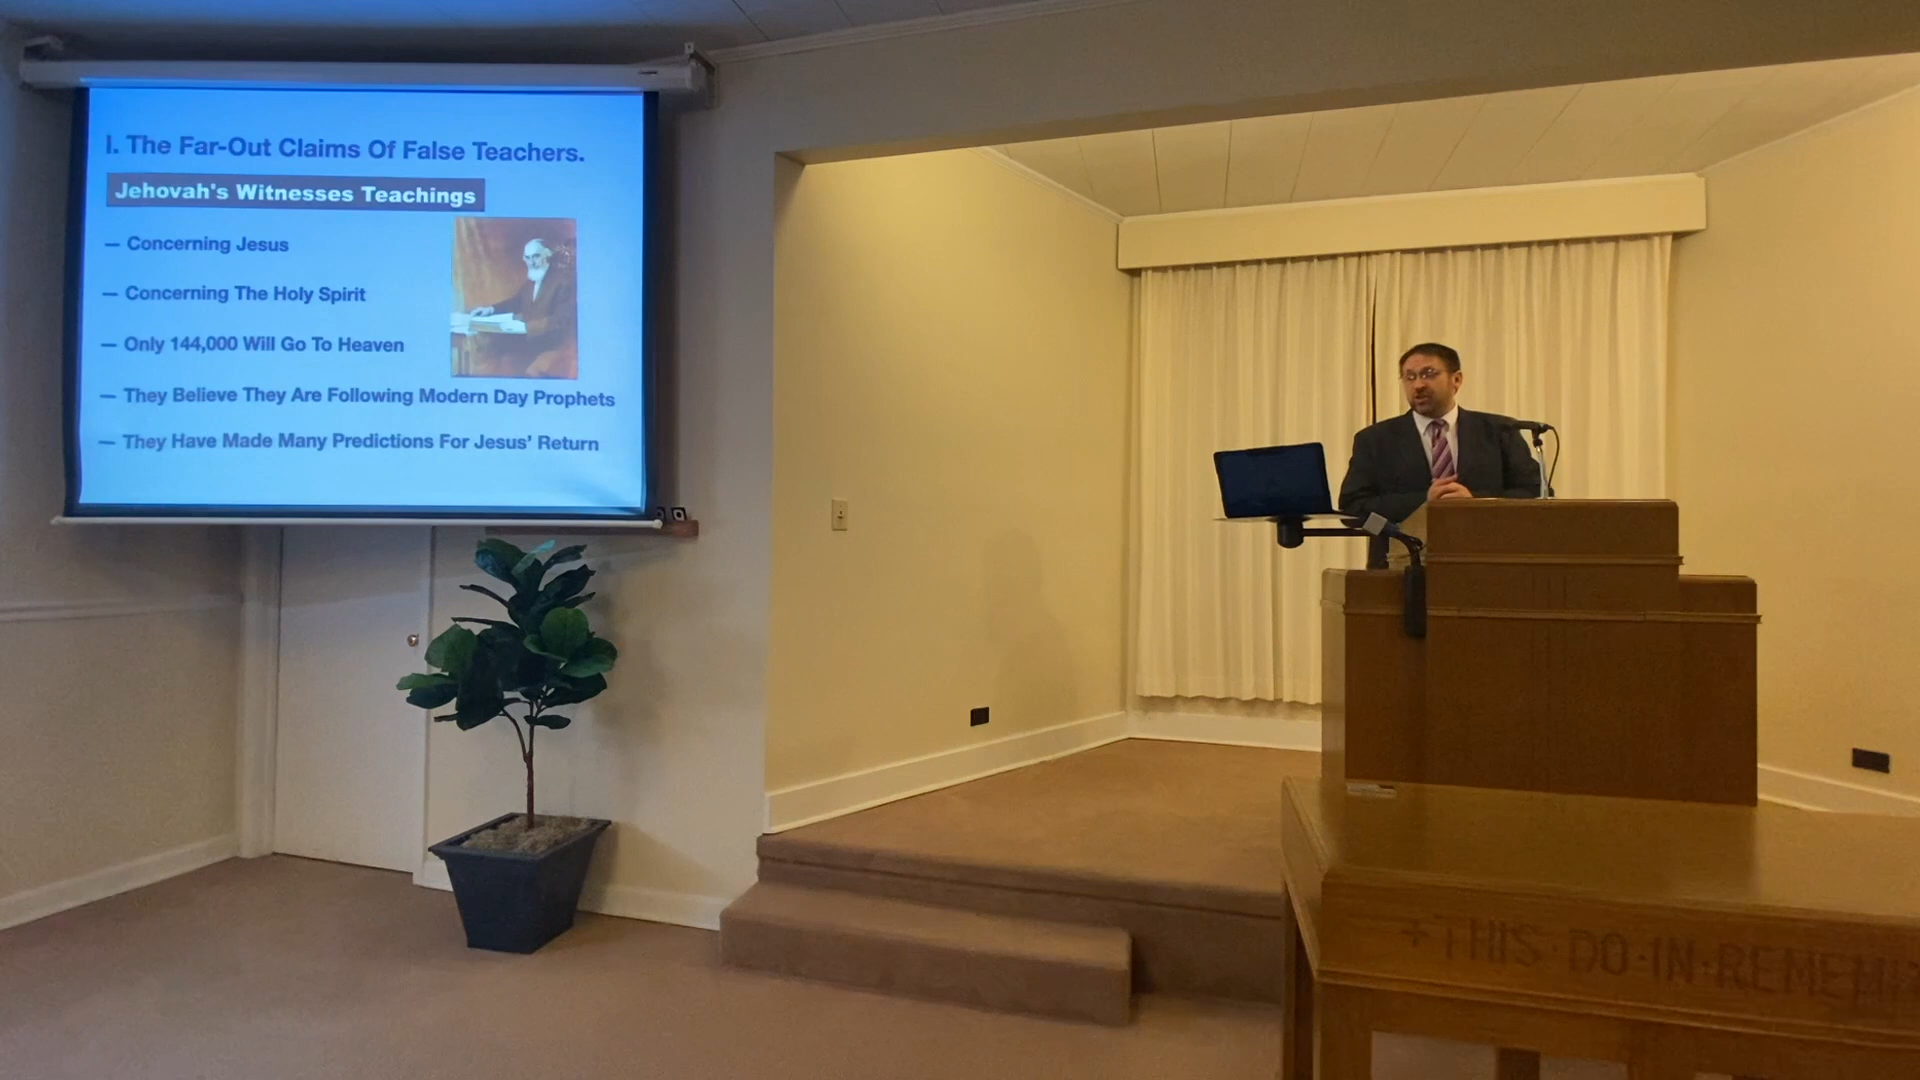 I. The Far-Out Claims Of False Teachers.
Jehovah's Witnesses Teachings
— Concerning Jesus
— Concerning The Holy Spirit
— Only 144,000 Will Go To Heaven
— They Believe They Are Following Modern Day Prophets
— They Have Made Many Predictions For Jesus’ Return
+THIS·DO·IN·REMEM